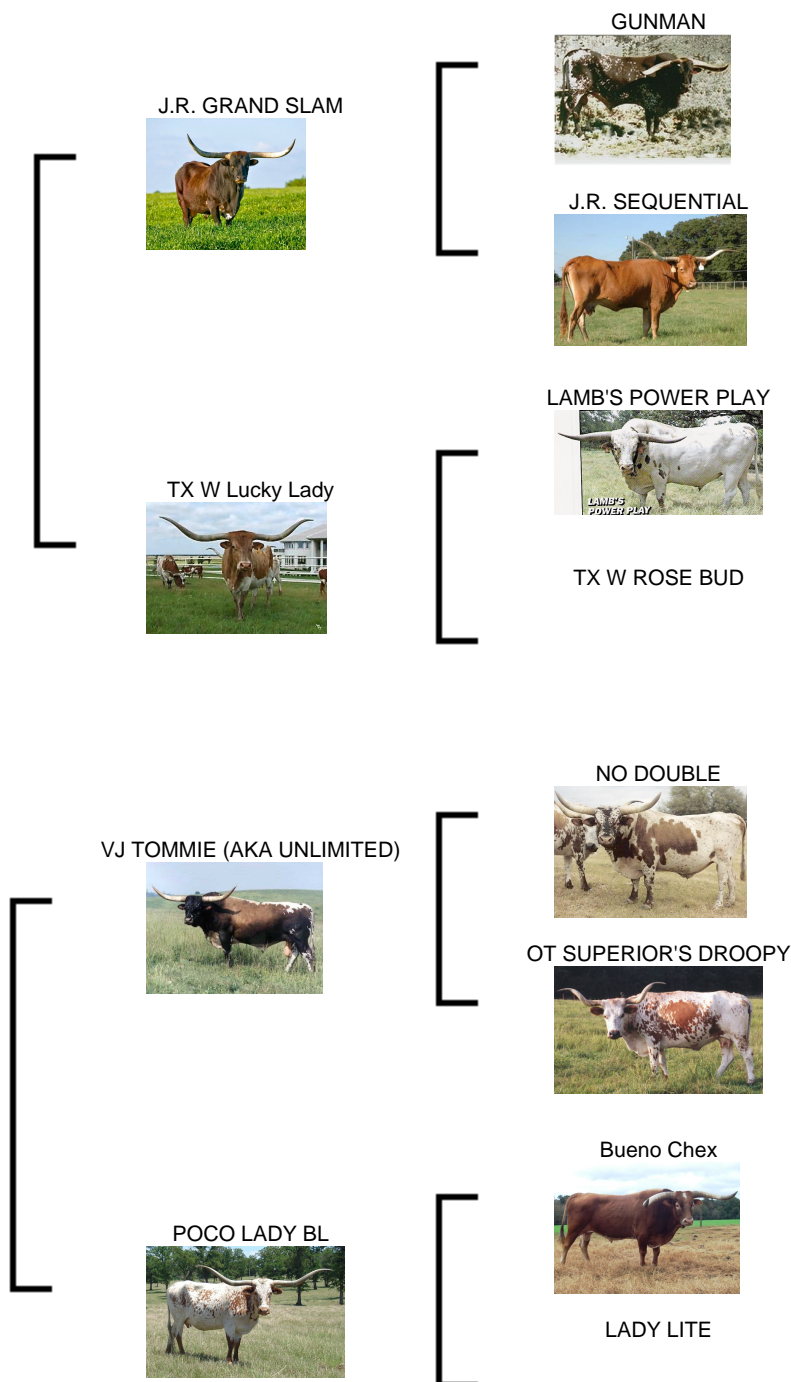 GUNMAN
J.R. GRAND SLAM
J.R. SEQUENTIAL
LAMB'S POWER PLAY
LAMB'S
POWER PLAY
TX W Lucky Lady
TX W ROSE BUD
NO DOUBLE
VJ TOMMIE (AKA UNLIMITED)
OT SUPERIOR'S DROOPY
Bueno Chex
POCO LADY BL
LADY LITE